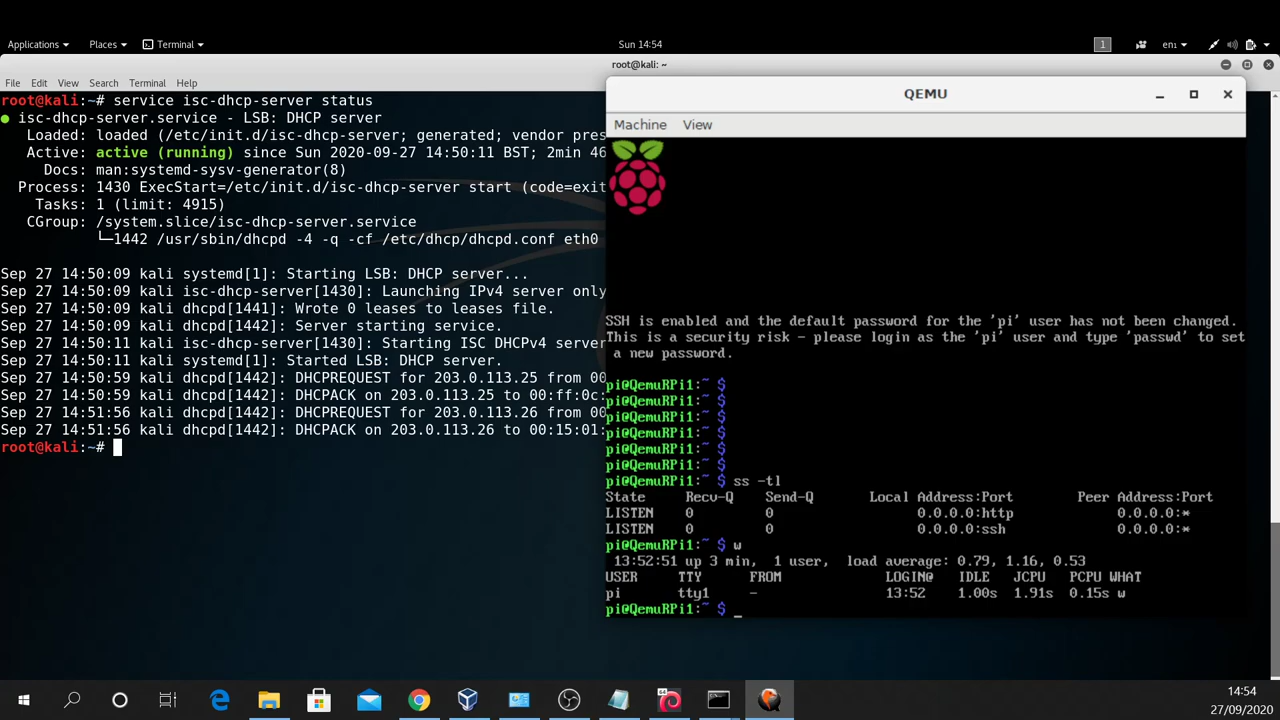 Applications Places Terminal Sun 14:54 1 en1
root@kali: ~
File Edit View Search Terminal Help
root@kali:~# service isc-dhcp-server status
● isc-dhcp-server.service - LSB: DHCP server
Loaded: loaded (/etc/init.d/isc-dhcp-server; generated; vendor pres
Active: active (running) since Sun 2020-09-27 14:50:11 BST; 2min 46
Docs: man:systemd-sysv-generator(8)
Process: 1430 ExecStart=/etc/init.d/isc-dhcp-server start (code=exit
Tasks: 1 (limit: 4915)
CGroup: /system.slice/isc-dhcp-server.service
└─1442 /usr/sbin/dhcpd -4 -q -cf /etc/dhcp/dhcpd.conf eth0
Sep 27 14:50:09 kali systemd[1]: Starting LSB: DHCP server...
Sep 27 14:50:09 kali isc-dhcp-server[1430]: Launching IPv4 server only
Sep 27 14:50:09 kali dhcpd[1441]: Wrote 0 leases to leases file.
Sep 27 14:50:09 kali dhcpd[1442]: Server starting service.
Sep 27 14:50:11 kali isc-dhcp-server[1430]: Starting ISC DHCPv4 server
Sep 27 14:50:11 kali systemd[1]: Started LSB: DHCP server.
Sep 27 14:50:59 kali dhcpd[1442]: DHCPREQUEST for 203.0.113.25 from 00
Sep 27 14:50:59 kali dhcpd[1442]: DHCPACK on 203.0.113.25 to 00:ff:0c:
Sep 27 14:51:56 kali dhcpd[1442]: DHCPREQUEST for 203.0.113.26 from 00
Sep 27 14:51:56 kali dhcpd[1442]: DHCPACK on 203.0.113.26 to 00:15:01:
root@kali:~#
QEMU
Machine View
SSH is enabled and the default password for the 'pi' user has not been changed.
This is a security risk - please login as the 'pi' user and type 'passwd' to set
a new password.
pi@QemuRPi1:~ $
pi@QemuRPi1:~ $
pi@QemuRPi1:~ $
pi@QemuRPi1:~ $
pi@QemuRPi1:~ $
pi@QemuRPi1:~ $
pi@QemuRPi1:~ $ ss -tl
State Recv-Q Send-Q Local Address:Port Peer Address:Port
LISTEN 0 0 0.0.0.0:http 0.0.0.0:*
LISTEN 0 0 0.0.0.0:ssh 0.0.0.0:*
pi@QemuRPi1:~ $ w
13:52:51 up 3 min, 1 user, load average: 0.79, 1.16, 0.53
USER TTY FROM LOGIN@ IDLE JCPU PCPU WHAT
pi tty1 - 13:52 1.00s 1.91s 0.15s w
pi@QemuRPi1:~ $ _
64
14:54
27/09/2020